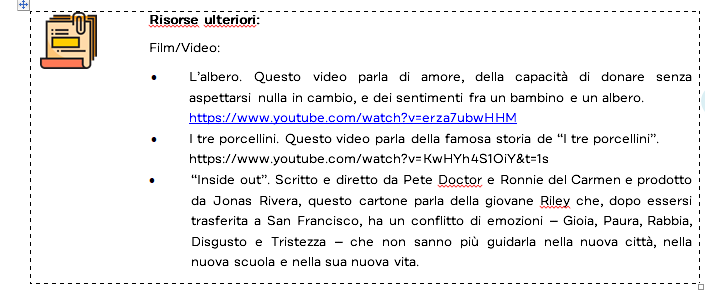 Risorse ulteriori:
Film/Video:
• L'albero. Questo video parla di amore, della capacità di donare senza
aspettarsi nulla in cambio, e dei sentimenti fra un bambino e un albero.
https://www.youtube.com/watch?v=erza7ubwHHM
• I tre porcellini. Questo video parla della famosa storia de “I tre porcellini”.
https://www.youtube.com/watch?v=KwHYh4S1OiY&t=1s
• “Inside out”. Scritto e diretto da Pete Doctor e Ronnie del Carmen e prodotto
da Jonas Rivera, questo cartone parla della giovane Riley che, dopo essersi
trasferita a San Francisco, ha un conflitto di emozioni – Gioia, Paura, Rabbia,
Disgusto e Tristezza – che non sanno più guidarla nella nuova città, nella
nuova scuola e nella sua nuova vita.